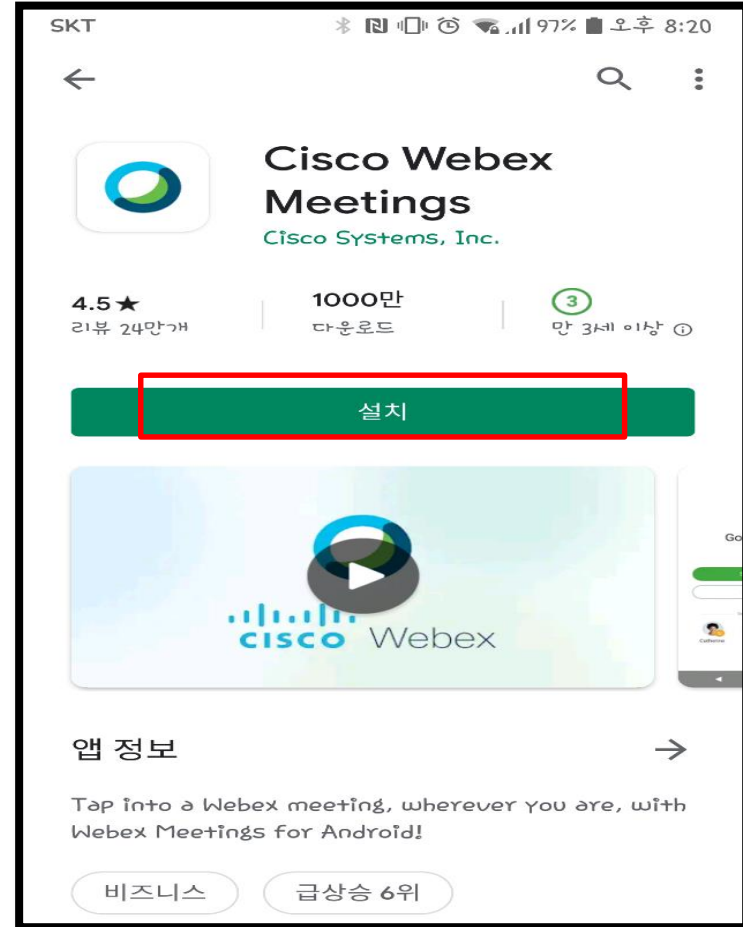 SKT 97% 오후 8:20
Cisco Webex
Meetings
Cisco Systems, Inc.
4.5★ 1000만 3
리뷰 24만개 다운로드 만 3세 이상
설치
Go
cisco Webex
Catherine
앱 정보
Tap into a Webex meeting, wherever you are, with
Webex Meetings for Android!
비즈니스 급상승 6위